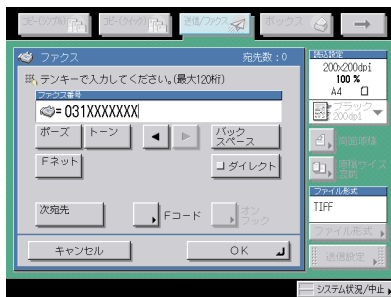 コピー(シンプル)
コピー(クイック)
送信/ファクス
ボックス
ファクス
宛先数:0
テンキーで入力してください。(最大120桁)
ファクス番号
= 031XXXXXXX
ポーズ
トーン
バック
スペース
Fネット
ダイレクト
次宛先
Fコード
オン
フック
キャンセル
OK
読込設定
200x200dpi
100 %
A4
ブラック
200dpi
両面原稿
原稿サイズ
混載
ファイル形式
TIFF
ファイル形式
送信設定
システム状況/中止